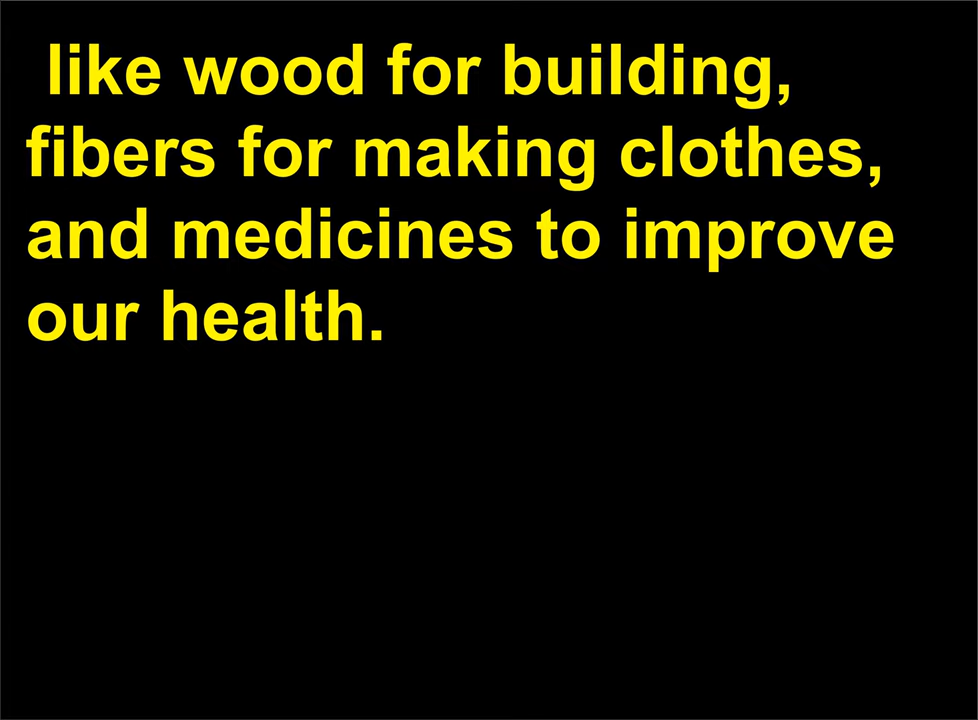 like wood for building,
fibers for making clothes,
and medicines to improve
our health.